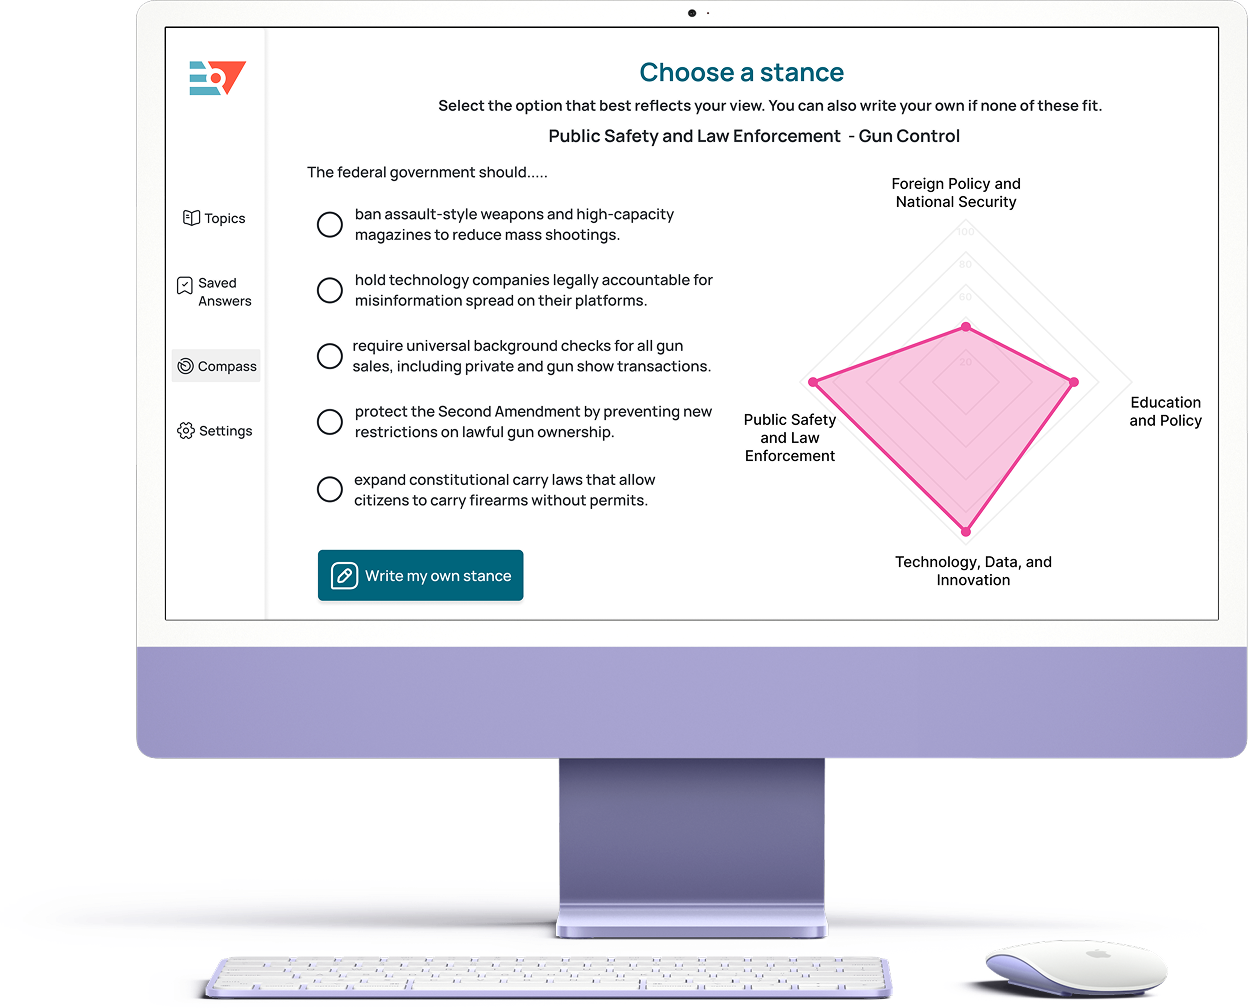 Choose a stance
Select the option that best reflects your view. You can also write your own if none of these fit.
Public Safety and Law Enforcement - Gun Control
Topics
Saved
Answers
Compass
Settings
The federal government should.....
ban assault-style weapons and high-capacity
magazines to reduce mass shootings.
hold technology companies legally accountable for
misinformation spread on their platforms.
require universal background checks for all gun
sales, including private and gun show transactions.
protect the Second Amendment by preventing new
restrictions on lawful gun ownership.
expand constitutional carry laws that allow
citizens to carry firearms without permits.
Write my own stance
Foreign Policy and
National Security
100
80
60
20
Education
and Policy
Public Safety
and Law
Enforcement
Technology, Data, and
Innovation